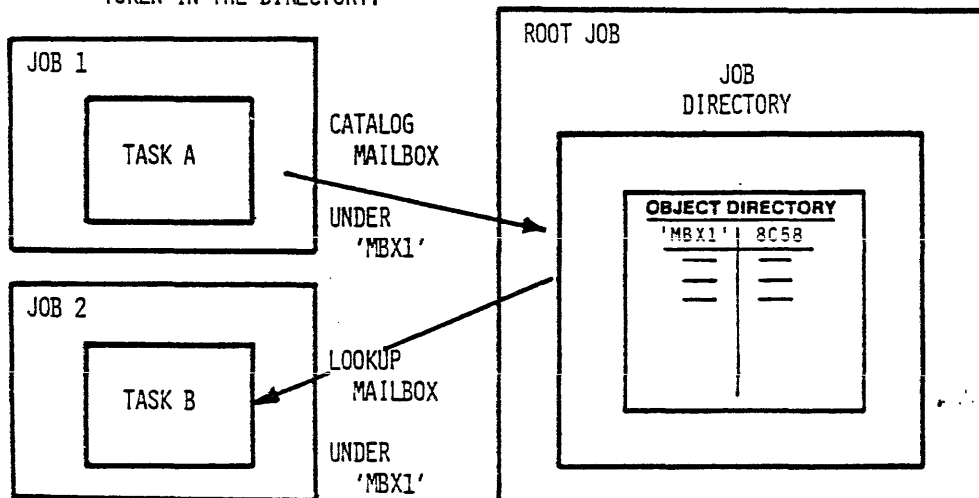 TOKEN IN THE DIRECTORY.
JOB 1
TASK A
CATALOG
MAILBOX
UNDER
'MBX1'
ROOT JOB
JOB
DIRECTORY
OBJECT DIRECTORY
'MBX1' 8C58
JOB 2
TASK B
LOOKUP
MAILBOX
UNDER
'MBX1'